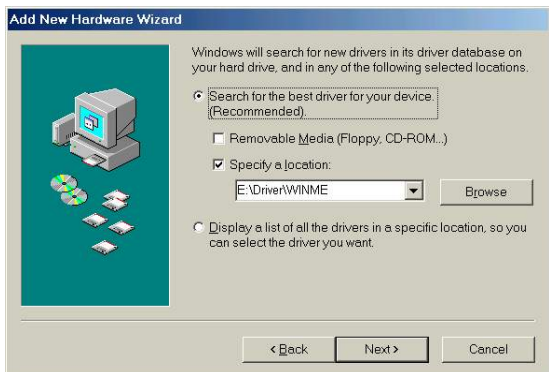 Add New Hardware Wizard
Windows will search for new drivers in its driver database on
your hard drive, and in any of the following selected locations.
Search for the best driver for your device.
(Recommended).
Removable Media (Floppy, CD-ROM...)
Specify a location:
E:\Driver\WINME
Browse
Display a list of all the drivers in a specific location, so you
can select the driver you want.
< Back
Next >
Cancel